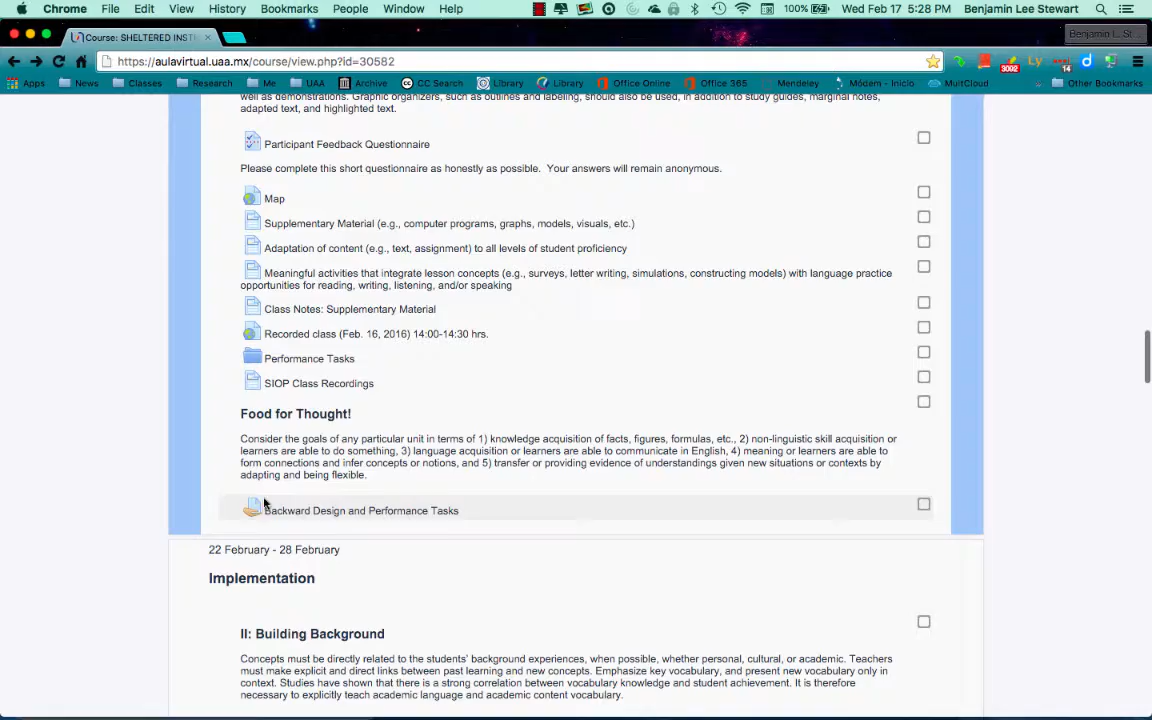 Chrome File Edit View History Bookmarks People Window Help 100% Wed Feb 17 5:28 PM Benjamin Lee Stewart
Course: SHELTERED INST × Benjamin L. St...
https://aulavirtual.uaa.mx/course/view.php?id=30582 3002 Ly 14 d
Apps News Classes Research Me UAA Archive CC Search Library Library Office Online Office 365 Mendeley Módem - Inicio MultCloud Other Bookmarks
well as demonstrations. Graphic organizers, such as outlines and labeling, should also be used, in addition to study guides, marginal notes,
adapted text, and highlighted text.
Participant Feedback Questionnaire
Please complete this short questionnaire as honestly as possible. Your answers will remain anonymous.
Map
Supplementary Material (e.g., computer programs, graphs, models, visuals, etc.)
Adaptation of content (e.g., text, assignment) to all levels of student proficiency
Meaningful activities that integrate lesson concepts (e.g., surveys, letter writing, simulations, constructing models) with language practice
opportunities for reading, writing, listening, and/or speaking
Class Notes: Supplementary Material
Recorded class (Feb. 16, 2016) 14:00-14:30 hrs.
Performance Tasks
SIOP Class Recordings
Food for Thought!
Consider the goals of any particular unit in terms of 1) knowledge acquisition of facts, figures, formulas, etc., 2) non-linguistic skill acquisition or
learners are able to do something, 3) language acquisition or learners are able to communicate in English, 4) meaning or learners are able to
form connections and infer concepts or notions, and 5) transfer or providing evidence of understandings given new situations or contexts by
adapting and being flexible.
Backward Design and Performance Tasks
22 February - 28 February
Implementation
II: Building Background
Concepts must be directly related to the students' background experiences, when possible, whether personal, cultural, or academic. Teachers
must make explicit and direct links between past learning and new concepts. Emphasize key vocabulary, and present new vocabulary only in
context. Studies have shown that there is a strong correlation between vocabulary knowledge and student achievement. It is therefore
necessary to explicitly teach academic language and academic content vocabulary.